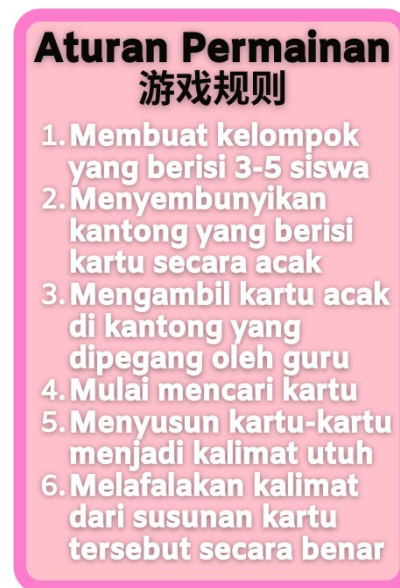 Aturan Permainan
游戏规则
1. Membuat kelompok
yang berisi 3-5 siswa
2. Menyembunyikan
kantong yang berisi
kartu secara acak
3. Mengambil kartu acak
di kantong yang
dipegang oleh guru
4. Mulai mencari kartu
5. Menyusun kartu-kartu
menjadi kalimat utuh
6. Melafalakan kalimat
dari susunan kartu
tersebut secara benar